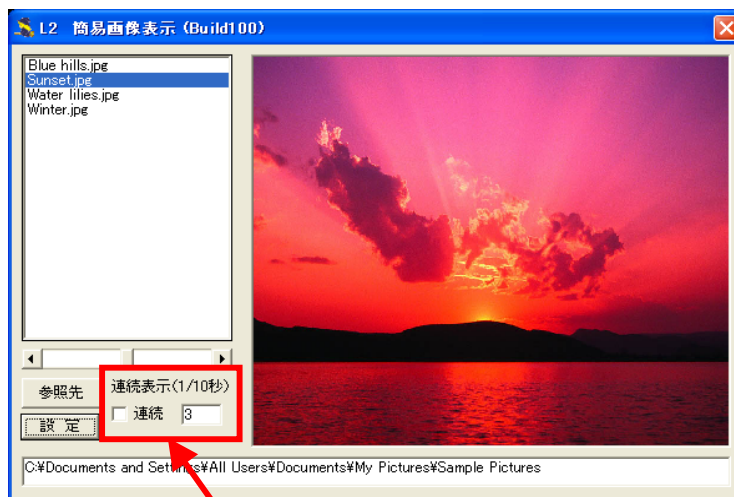 L2 簡易画像表示 (Build100)
Blue hills.jpg
Sunset.jpg
Water lilies.jpg
Winter.jpg
参照先
連続表示(1/10秒)
設 定
連続 3
C:¥Documents and Settings¥All Users¥Documents¥My Pictures¥Sample Pictures